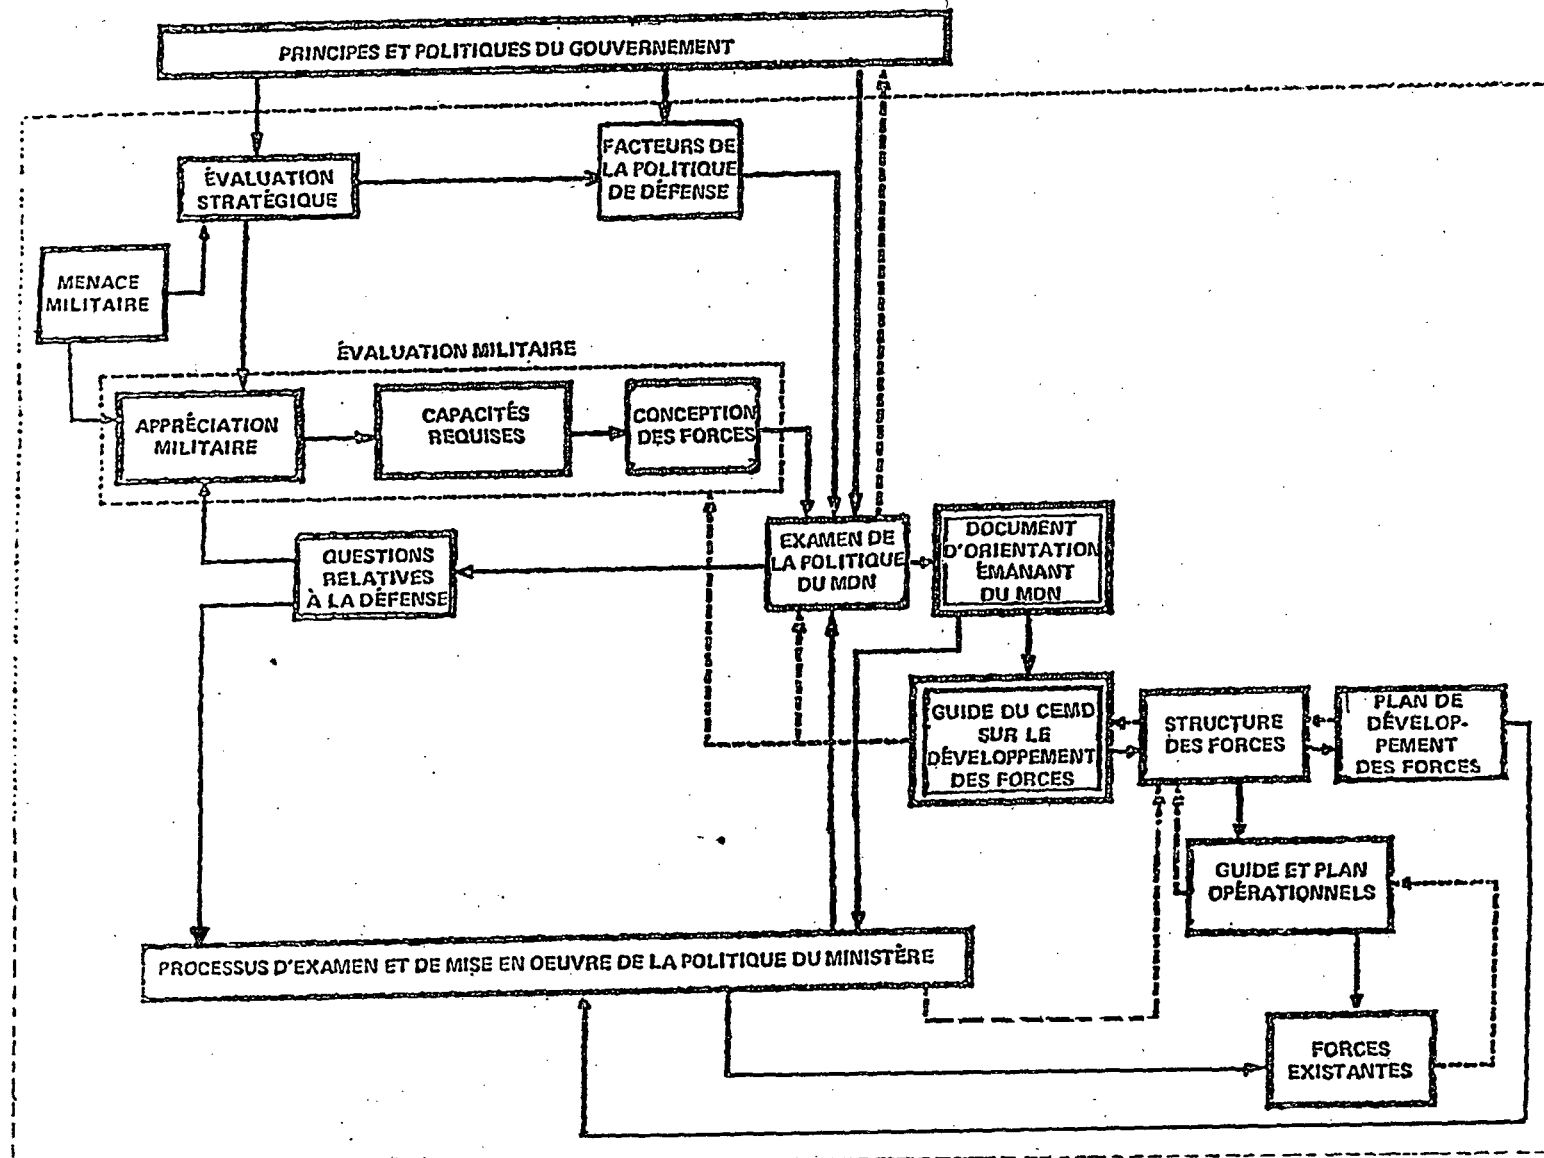 PRINCIPES ET POLITIQUES DU GOUVERNEMENT
FACTEURS DE
LA POLITIQUE
DE DÉFENSE
ÉVALUATION
STRATÉGIQUE
MENACE
MILITAIRE
ÉVALUATION MILITAIRE
APPRÉCIATION
MILITAIRE
CAPACITÉS
REQUISES
CONCEPTION
DES FORCES
QUESTIONS
RELATIVES
À LA DÉFENSE
EXAMEN DE
LA POLITIQUE
DU MDN
DOCUMENT
D'ORIENTATION
ÉMANANT
DU MDN
GUIDE DU CEMD
SUR LE
DÉVELOPPEMENT
DES FORCES
STRUCTURE
DES FORCES
PLAN DE
DÉVELOP-
PEMENT
DES FORCES
GUIDE ET PLAN
OPÉRATIONNELS
PROCESSUS D'EXAMEN ET DE MISE EN OEUVRE DE LA POLITIQUE DU MINISTÈRE
FORCES
EXISTANTES